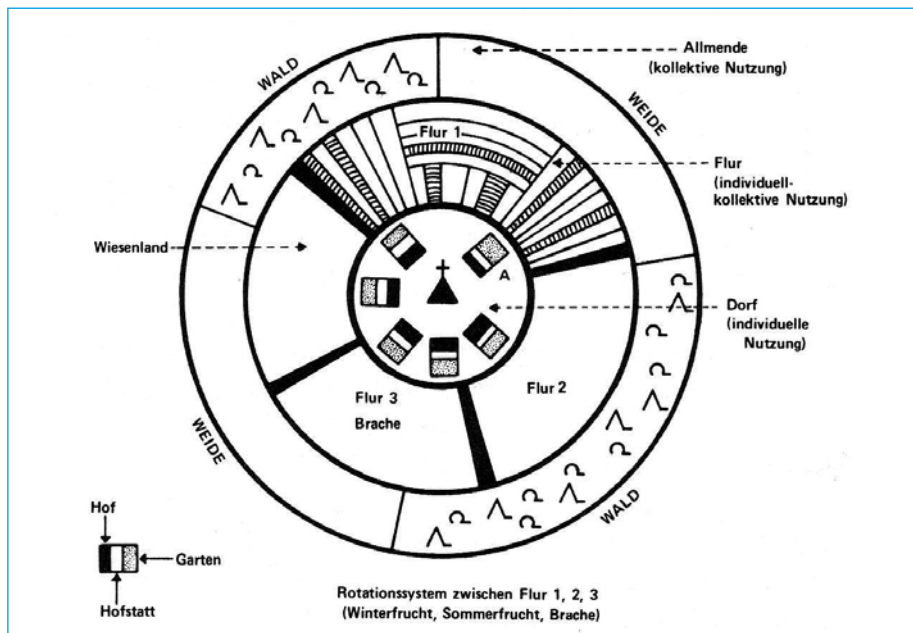 Allmende
(kollektive Nutzung)
WALD
WEIDE
Flur 1
Flur
(individuell-
kollektive Nutzung)
Wiesenland
A
Dorf
(individuelle
Nutzung)
Flur 2
Flur 3
Brache
WEIDE
WALD
Hof
Garten
Hofstatt
Rotationssystem zwischen Flur 1, 2, 3
(Winterfrucht, Sommerfrucht, Brache)